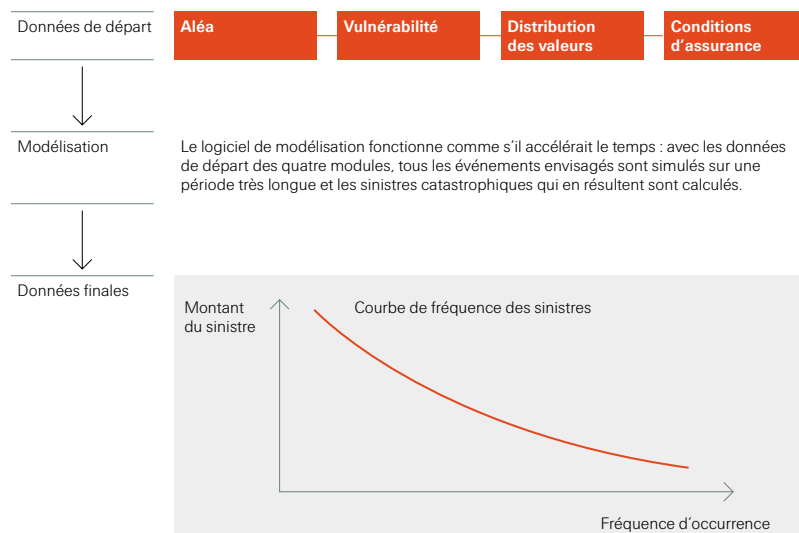 Données de départ
Aléa
Vulnérabilité
Distribution
des valeurs
Conditions
d'assurance
Modélisation
Le logiciel de modélisation fonctionne comme s'il accélérait le temps : avec les données
de départ des quatre modules, tous les événements envisagés sont simulés sur une
période très longue et les sinistres catastrophiques qui en résultent sont calculés.
Données finales
Montant
du sinistre
Courbe de fréquence des sinistres
Fréquence d'occurrence